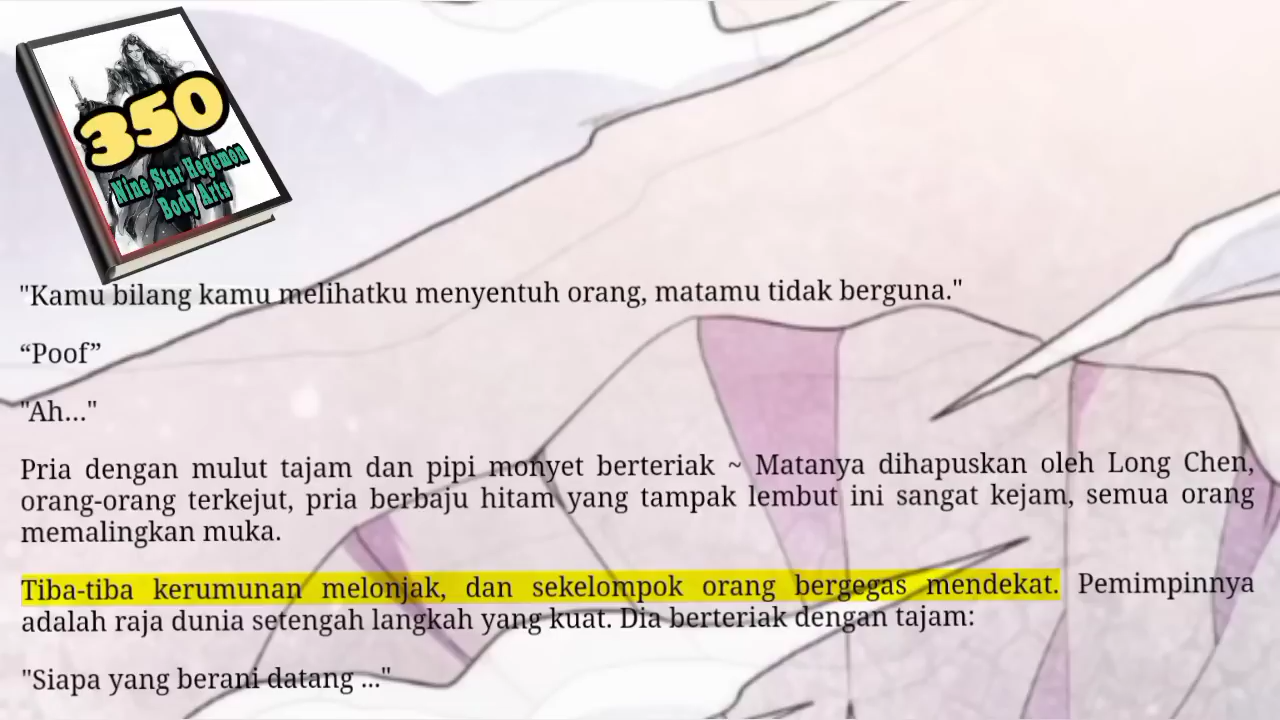 350
Nine Star Hegemon
Body Arts
"Kamu bilang kamu melihatku menyentuh orang, matamu tidak berguna."
“Poof”
"Ah..."
Pria dengan mulut tajam dan pipi monyet berteriak ~ Matanya dihapuskan oleh Long Chen,
orang-orang terkejut, pria berbaju hitam yang tampak lembut ini sangat kejam, semua orang
memalingkan muka.
Tiba-tiba kerumunan melonjak, dan sekelompok orang bergegas mendekat. Pemimpinnya
adalah raja dunia setengah langkah yang kuat. Dia berteriak dengan tajam:
"Siapa yang berani datang ..."